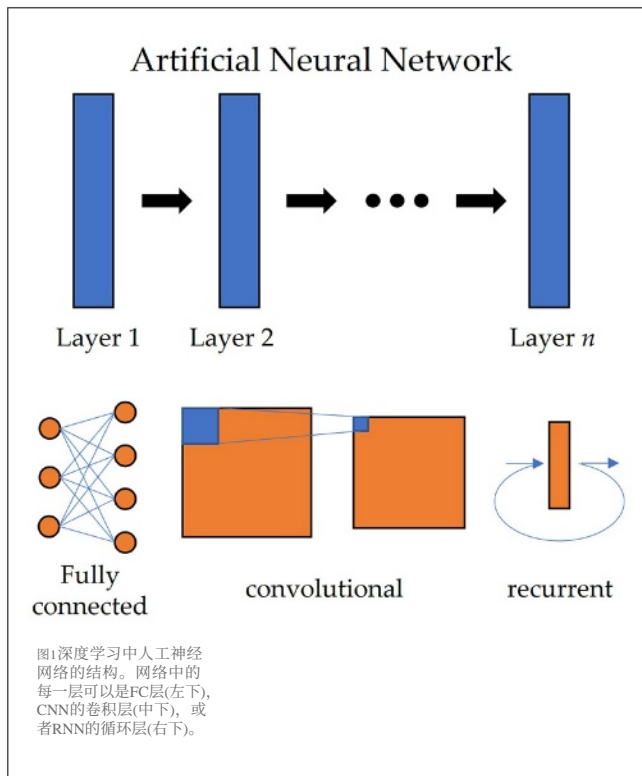 Artificial Neural Network
Layer 1
Layer 2
Layer n
Fully
connected
convolutional
recurrent
图1深度学习中人工神经
网络的结构。网络中的
每一层可以是FC层(左下),
CNN的卷积层(中下)，或
者RNN的循环层(右下)。